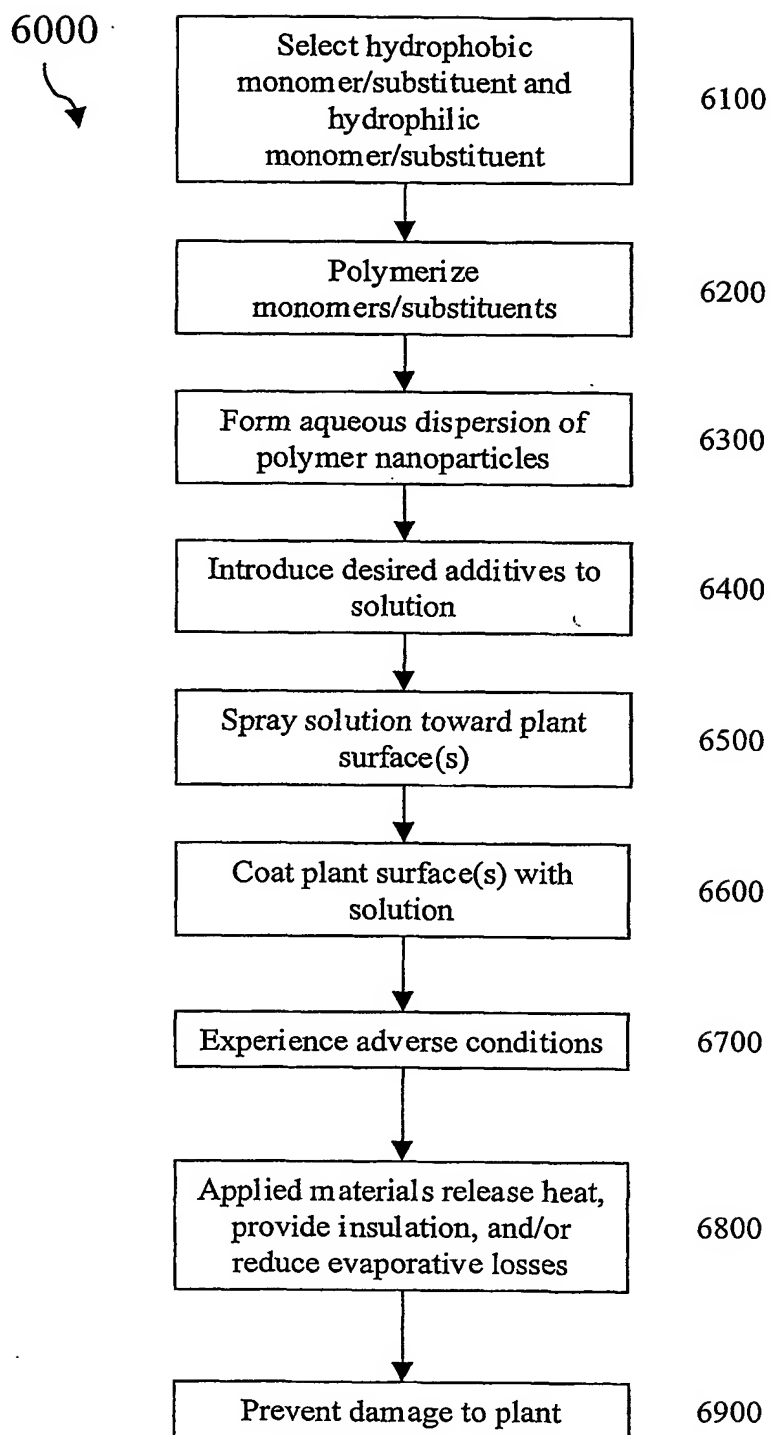 6000
Select hydrophobic
monomer/substituent and
hydrophilic
monomer/substituent
6100
Polymerize
monomers/substituents
6200
Form aqueous dispersion of
polymer nanoparticles
6300
Introduce desired additives to
solution
6400
Spray solution toward plant
surface(s)
6500
Coat plant surface(s) with
solution
6600
Experience adverse conditions
6700
Applied materials release heat,
provide insulation, and/or
reduce evaporative losses
6800
Prevent damage to plant
6900